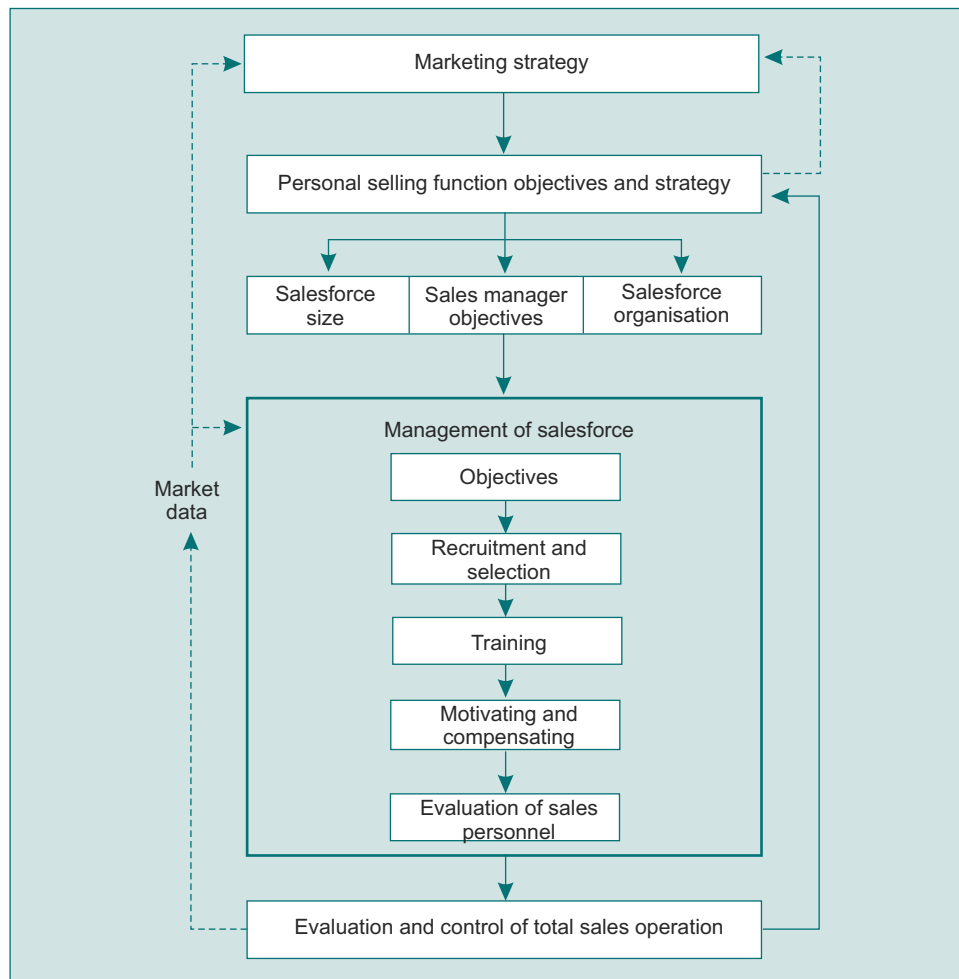 Marketing strategy
Personal selling function objectives and strategy
Salesforce
size
Sales manager
objectives
Salesforce
organisation
Management of salesforce
Objectives
Market
data
Recruitment and
selection
Training
Motivating and
compensating
Evaluation of sales
personnel
Evaluation and control of total sales operation